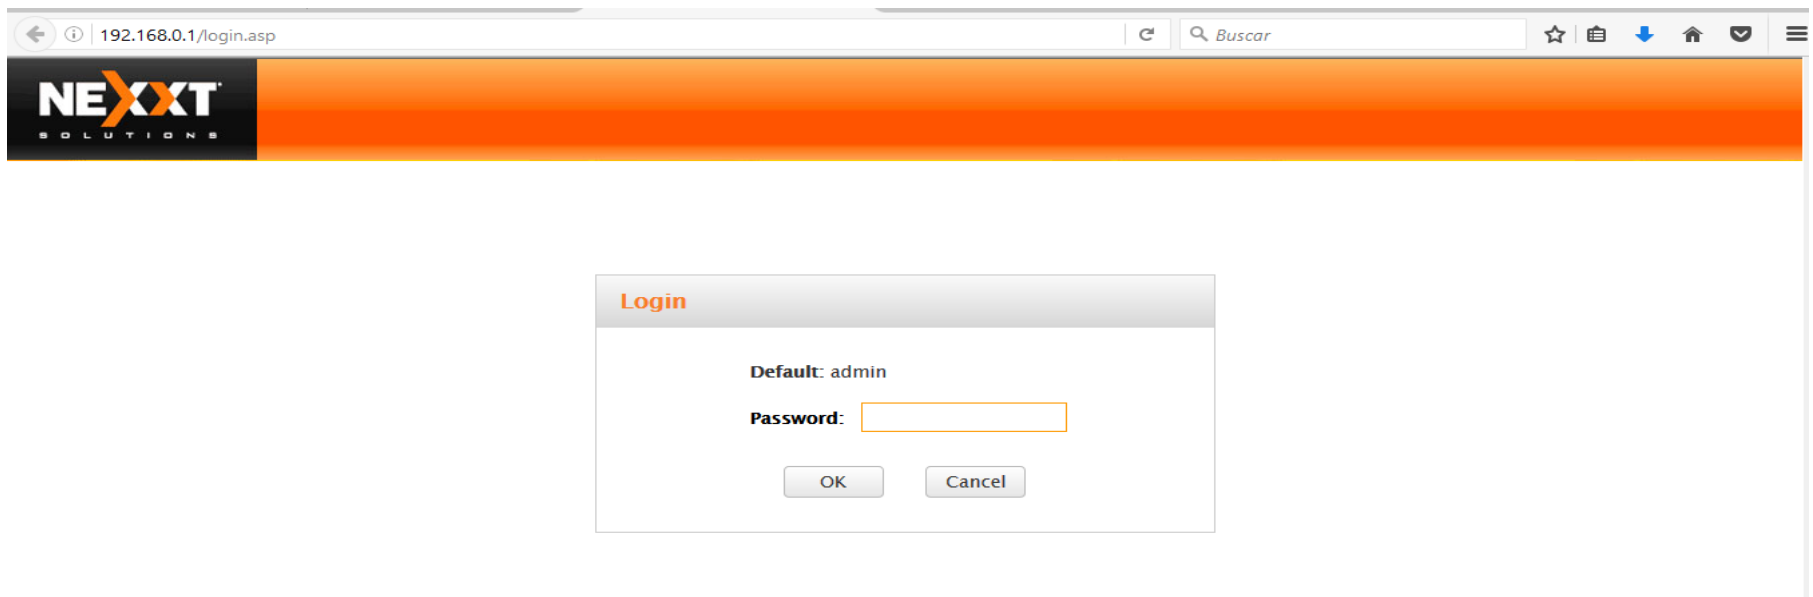 192.168.0.1/login.asp
Buscar
NEXXT
SOLUTIONS
Login
Default: admin
Password:
OK Cancel